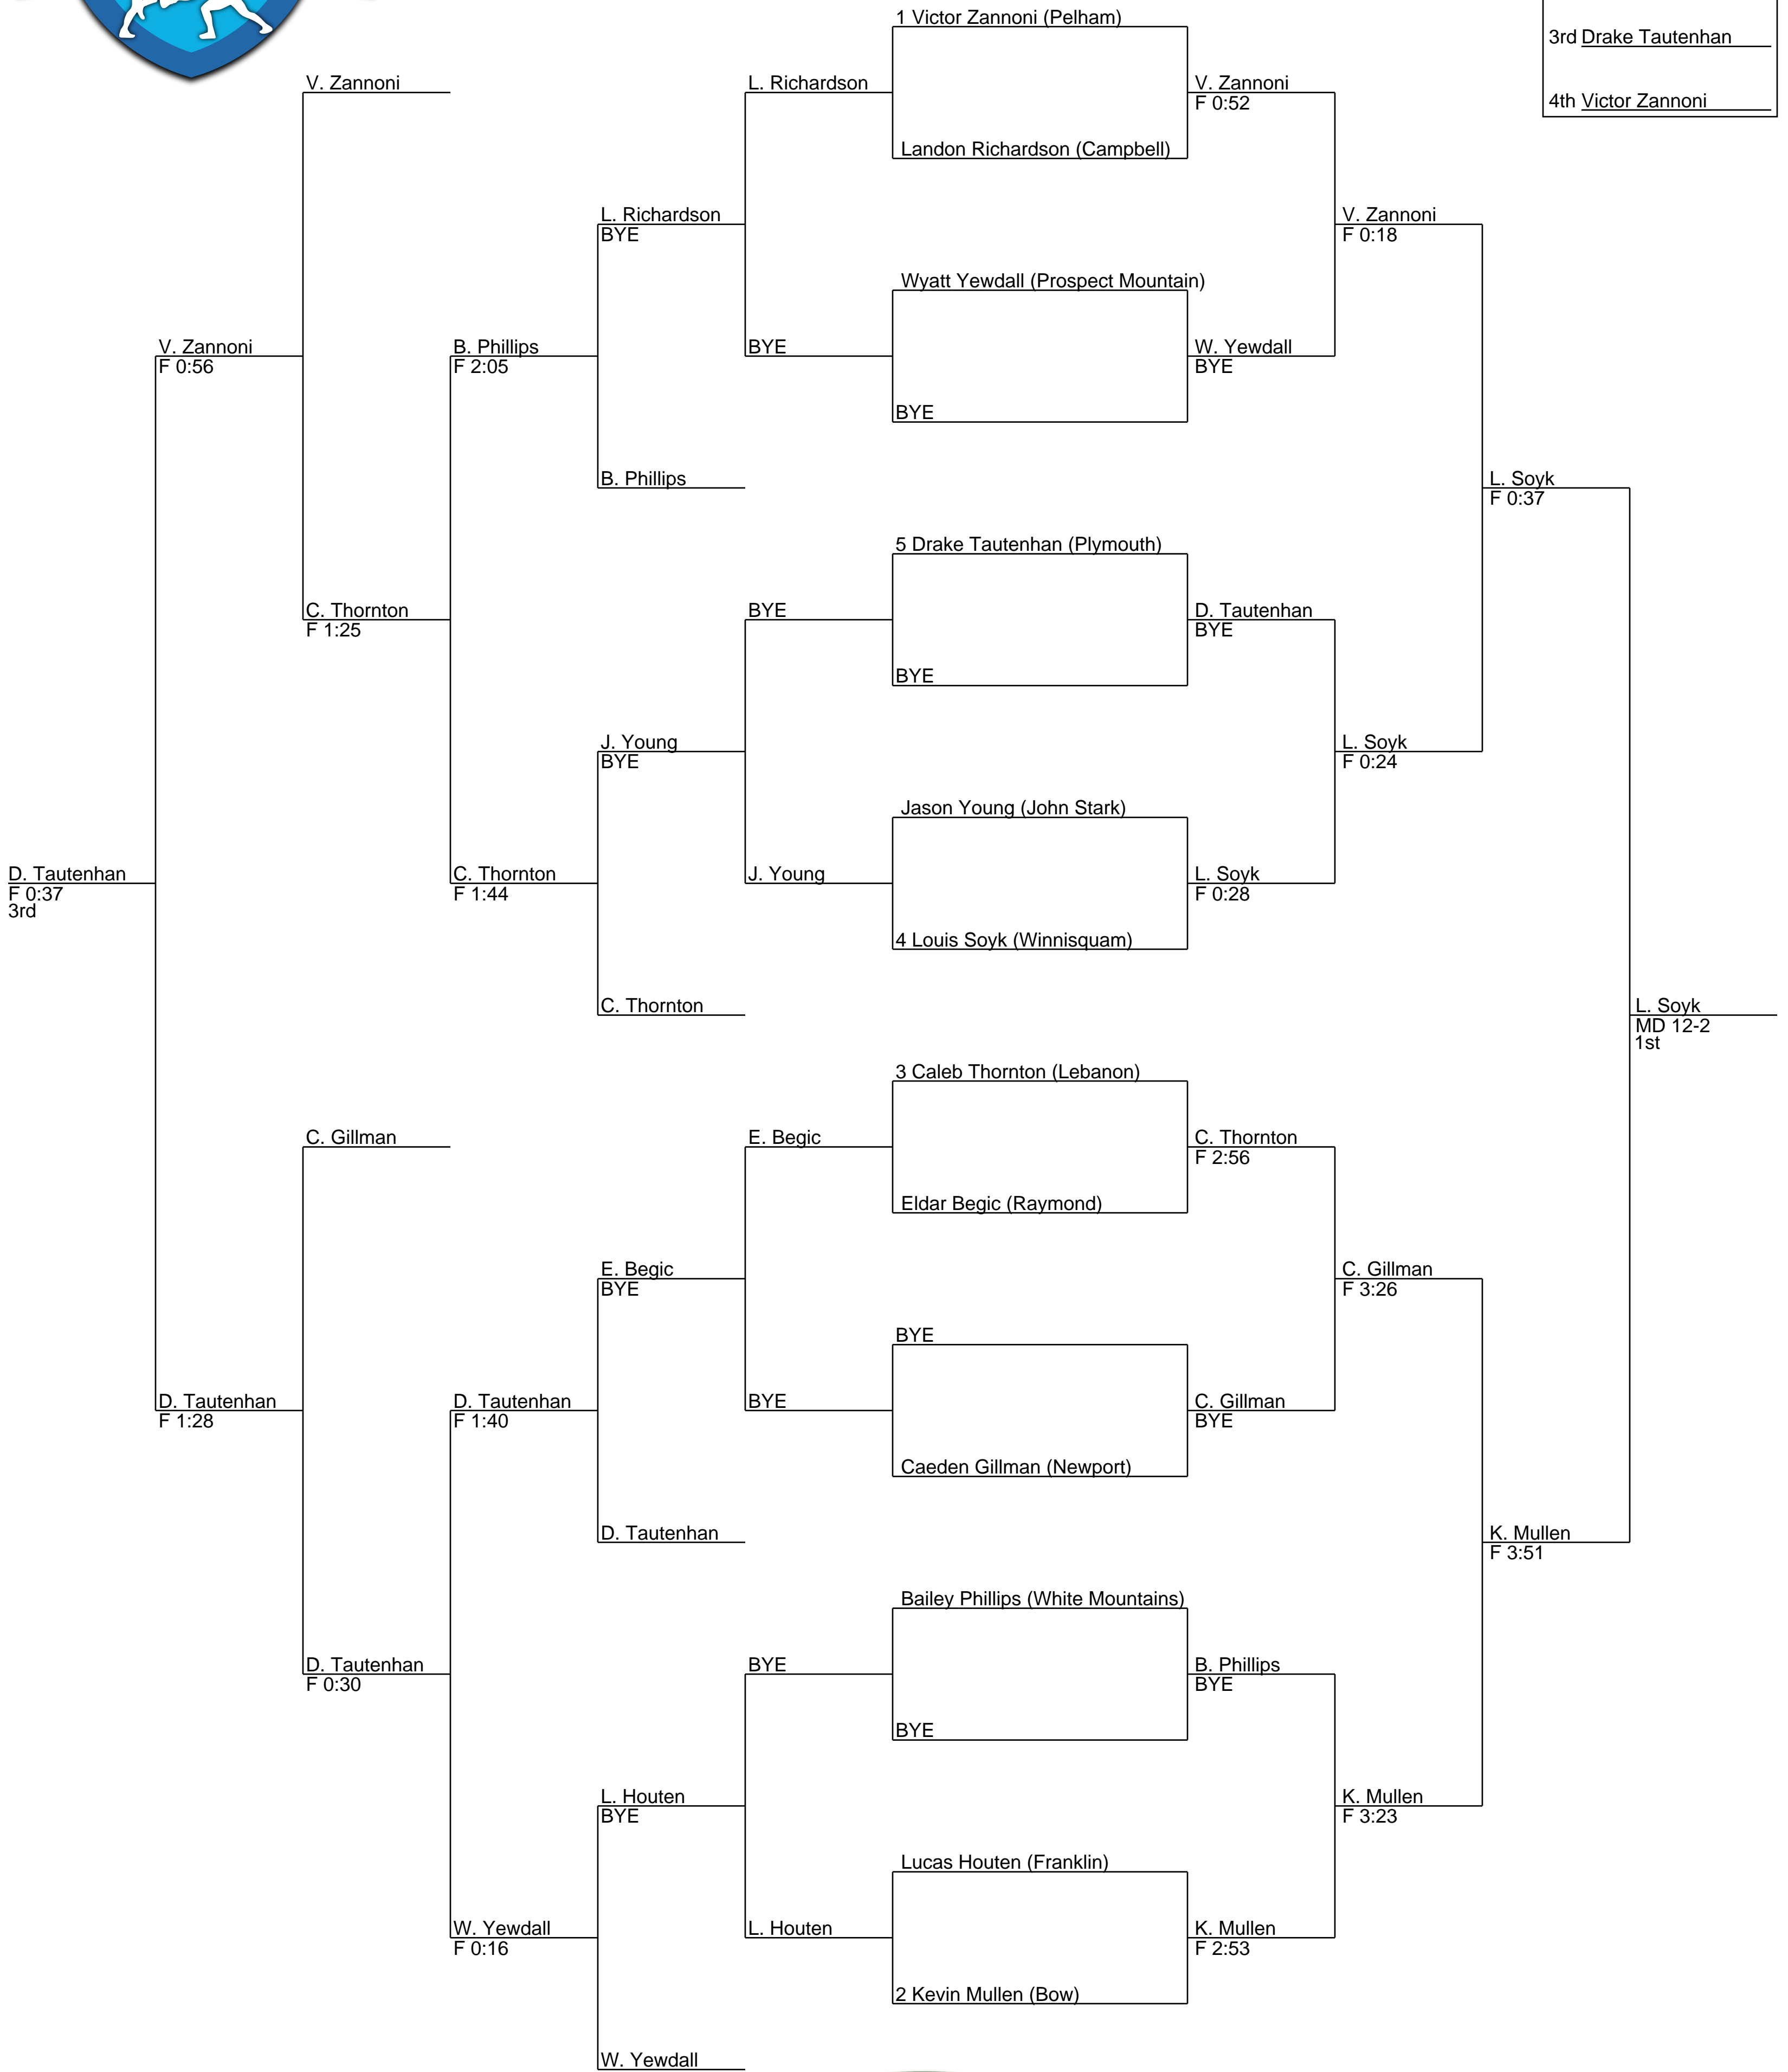 1 Victor Zannoni (Pelham)
3rd Drake Tautenhan
V. Zannoni
L. Richardson
V. Zannoni
F 0:52
4th Victor Zannoni
Landon Richardson (Campbell)
L. Richardson
BYE
V. Zannoni
F 0:18
Wyatt Yewdall (Prospect Mountain)
V. Zannoni
F 0:56
B. Phillips
F 2:05
BYE
W. Yewdall
BYE
BYE
B. Phillips
L. Soyk
F 0:37
5 Drake Tautenhan (Plymouth)
C. Thornton
F 1:25
BYE
D. Tautenhan
BYE
BYE
J. Young
BYE
L. Soyk
F 0:24
Jason Young (John Stark)
D. Tautenhan
F 0:37
3rd
C. Thornton
F 1:44
J. Young
L. Soyk
F 0:28
4 Louis Soyk (Winnisquam)
C. Thornton
L. Soyk
MD 12-2
1st
3 Caleb Thornton (Lebanon)
C. Gillman
E. Begic
C. Thornton
F 2:56
Eldar Begic (Raymond)
E. Begic
BYE
C. Gillman
F 3:26
BYE
D. Tautenhan
F 1:28
D. Tautenhan
F 1:40
BYE
C. Gillman
BYE
Caeden Gillman (Newport)
D. Tautenhan
K. Mullen
F 3:51
Bailey Phillips (White Mountains)
D. Tautenhan
F 0:30
BYE
B. Phillips
BYE
BYE
L. Houten
BYE
K. Mullen
F 3:23
Lucas Houten (Franklin)
W. Yewdall
F 0:16
L. Houten
K. Mullen
F 2:53
2 Kevin Mullen (Bow)
W. Yewdall